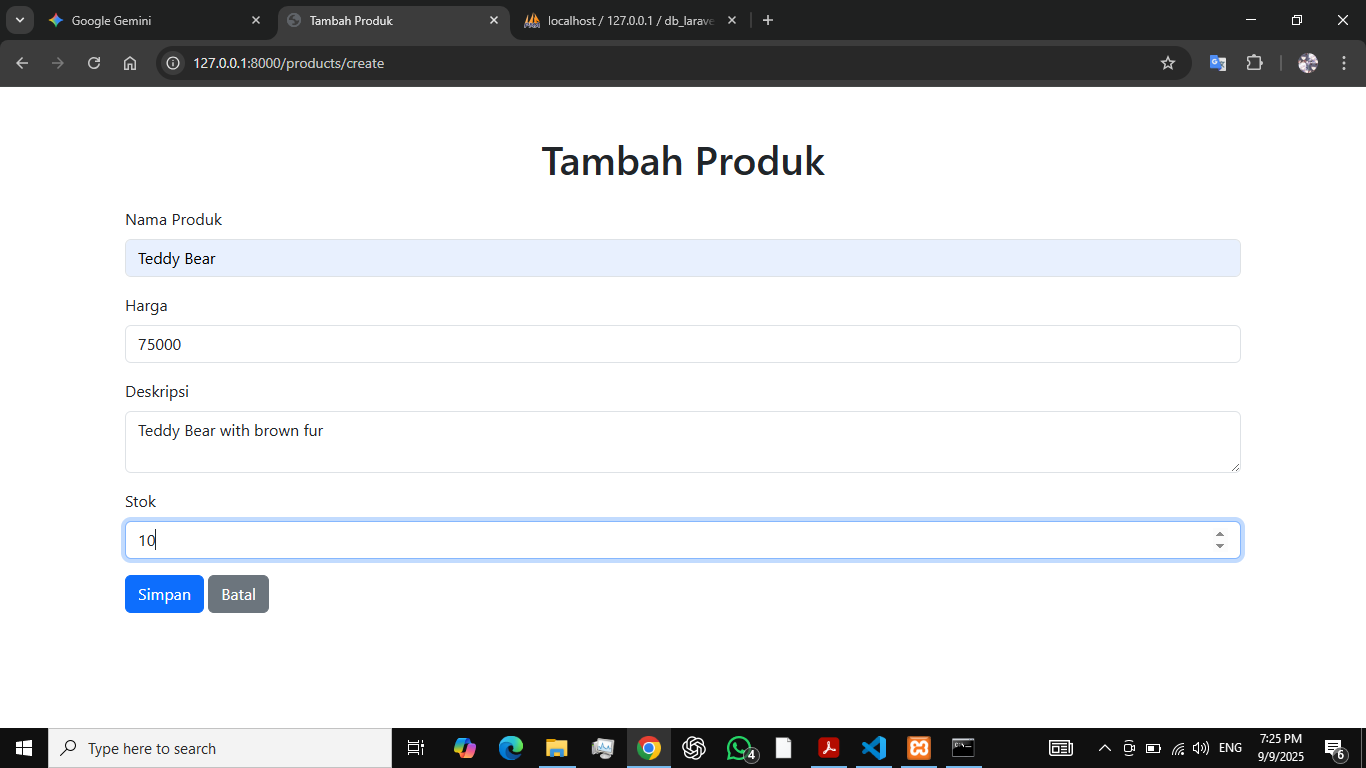 Google Gemini
Tambah Produk
localhost / 127.0.0.1 / db_larave
127.0.0.1:8000/products/create
Tambah Produk
Nama Produk
Teddy Bear
Harga
75000
Deskripsi
Teddy Bear with brown fur
Stok
10
Simpan Batal
Type here to search
4
ENG
7:25 PM
9/9/2025
6